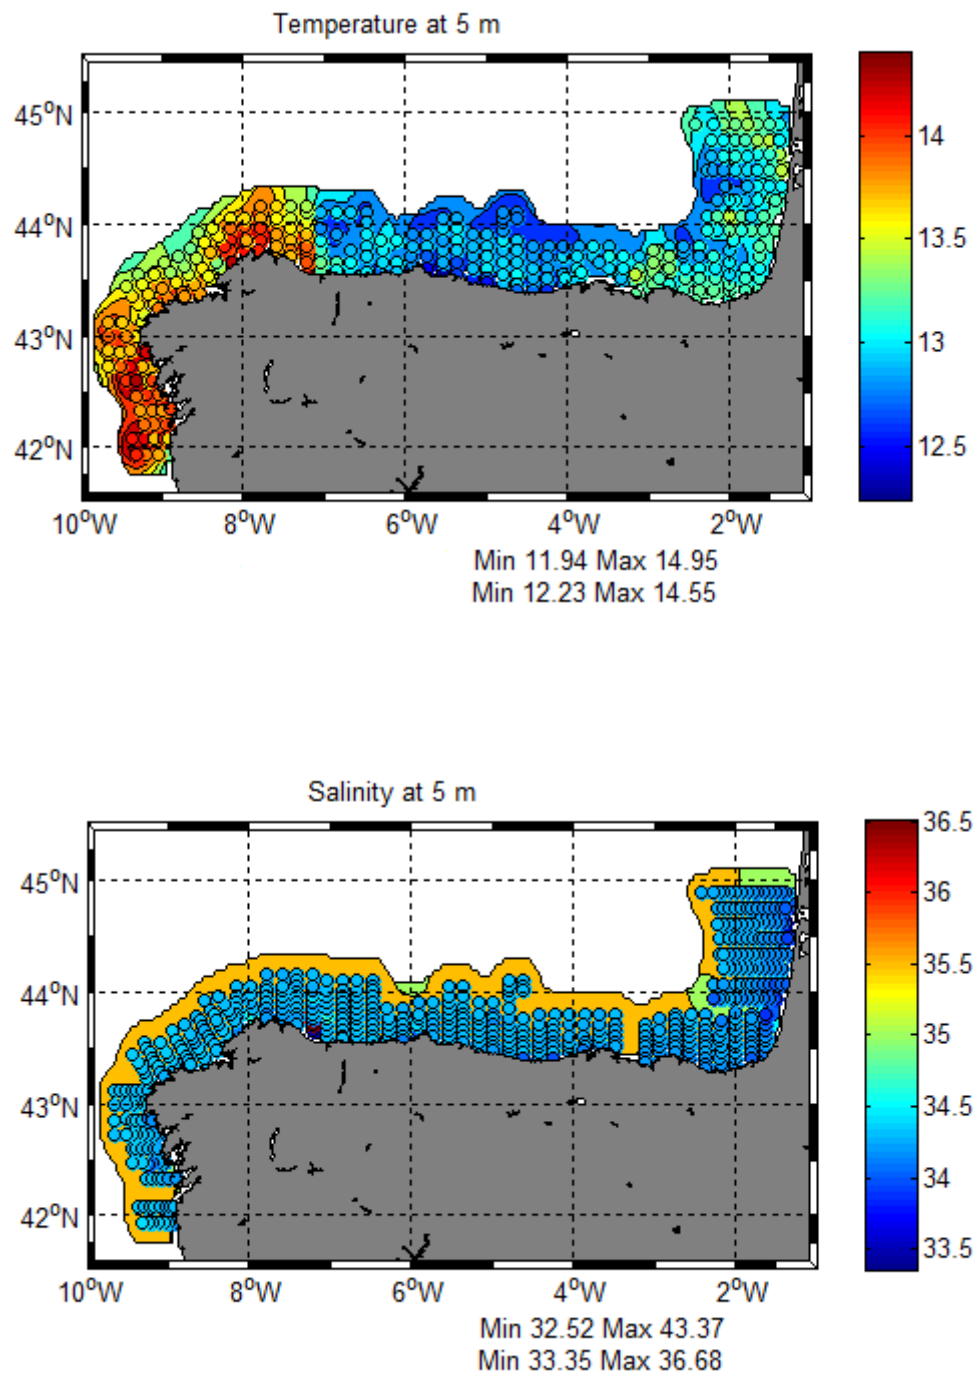 Temperature at 5 m
45°N
44°N
43°N
42°N
10°W 8°W 6°W 4°W 2°W
14
13.5
13
12.5
Min 11.94 Max 14.95
Min 12.23 Max 14.55
Salinity at 5 m
45°N
44°N
43°N
42°N
10°W 8°W 6°W 4°W 2°W
36.5
36
35.5
35
34.5
34
33.5
Min 32.52 Max 43.37
Min 33.35 Max 36.68